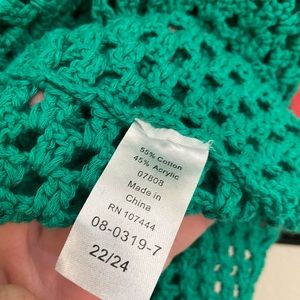 55% Cotton
45% Acrylic
07808
Made in
China
RN 107444
08-0319-7
22/24